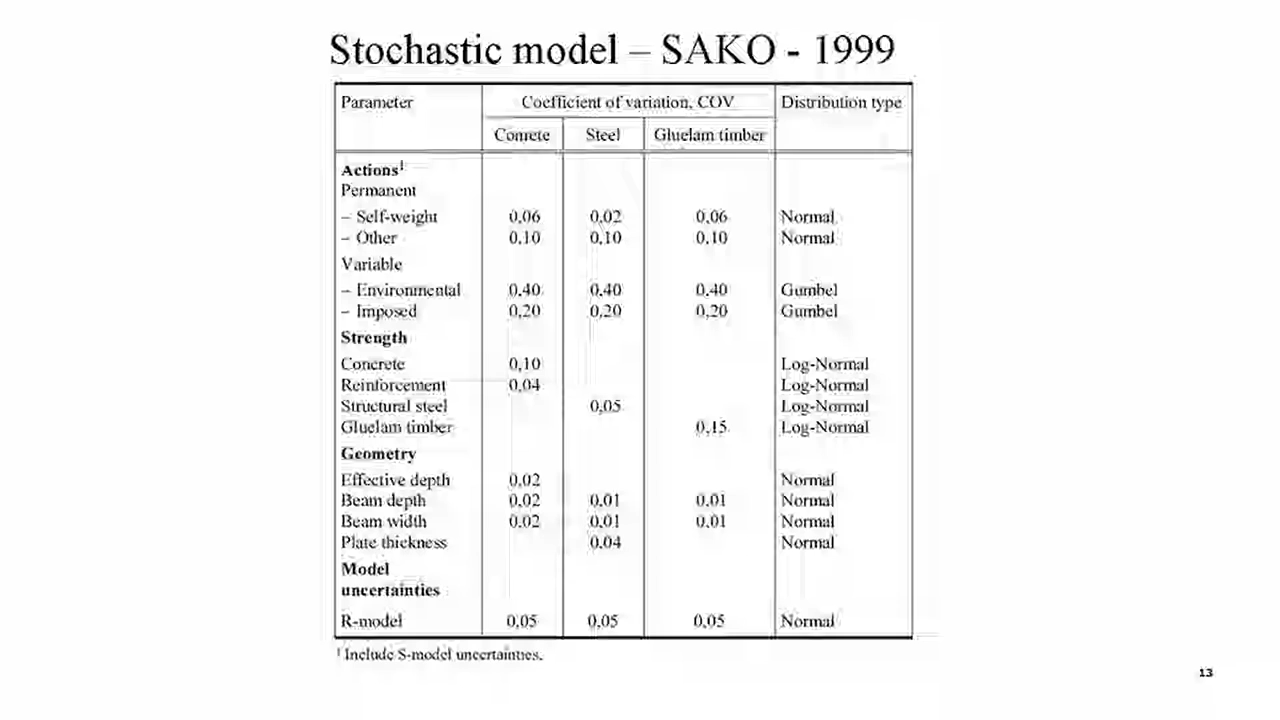 Stochastic model – SAKO - 1999
Parameter Coefficient of variation, COV Distribution type
Conrete Steel Gluelam timber
Actions¹
Permanent
– Self-weight 0,06 0,02 0,06 Normal
– Other 0,10 0,10 0,10 Normal
Variable
– Environmental 0,40 0,40 0,40 Gumbel
– Imposed 0,20 0,20 0,20 Gumbel
Strength
Concrete 0,10 Log-Normal
Reinforcement 0,04 Log-Normal
Structural steel 0,05 Log-Normal
Gluelam timber 0,15 Log-Normal
Geometry
Effective depth 0,02 Normal
Beam depth 0,02 0,01 0,01 Normal
Beam width 0,02 0,01 0,01 Normal
Plate thickness 0,04 Normal
Model
uncertainties
R-model 0,05 0,05 0,05 Normal
¹ Include S-model uncertainties.
13